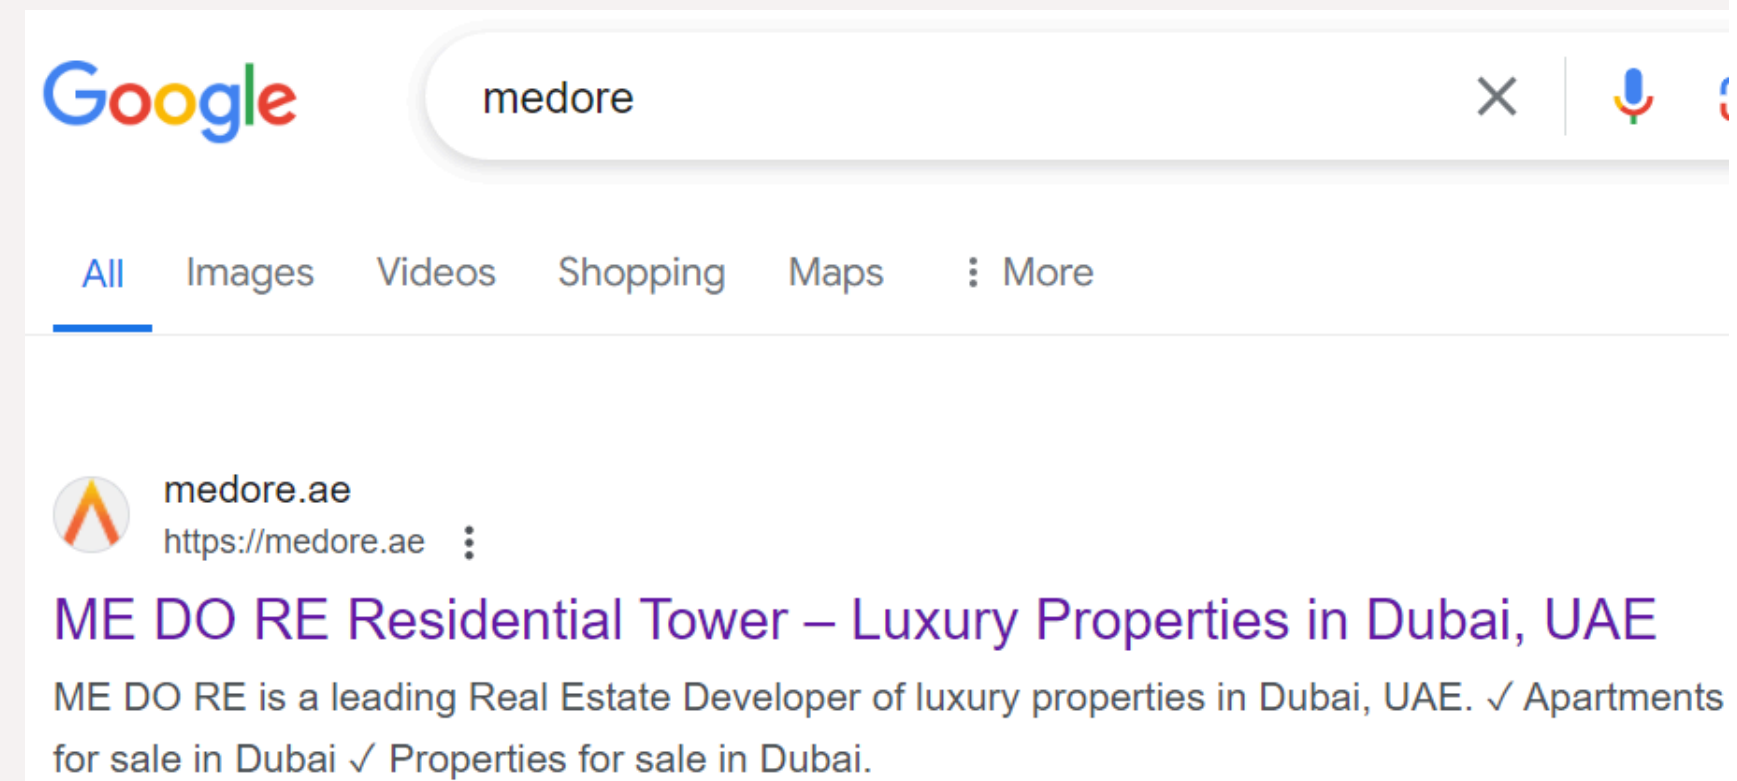 Google medore
All Images Videos Shopping Maps More
medore.ae
https://medore.ae
ME DO RE Residential Tower – Luxury Properties in Dubai, UAE
ME DO RE is a leading Real Estate Developer of luxury properties in Dubai, UAE. ✓ Apartments
for sale in Dubai ✓ Properties for sale in Dubai.